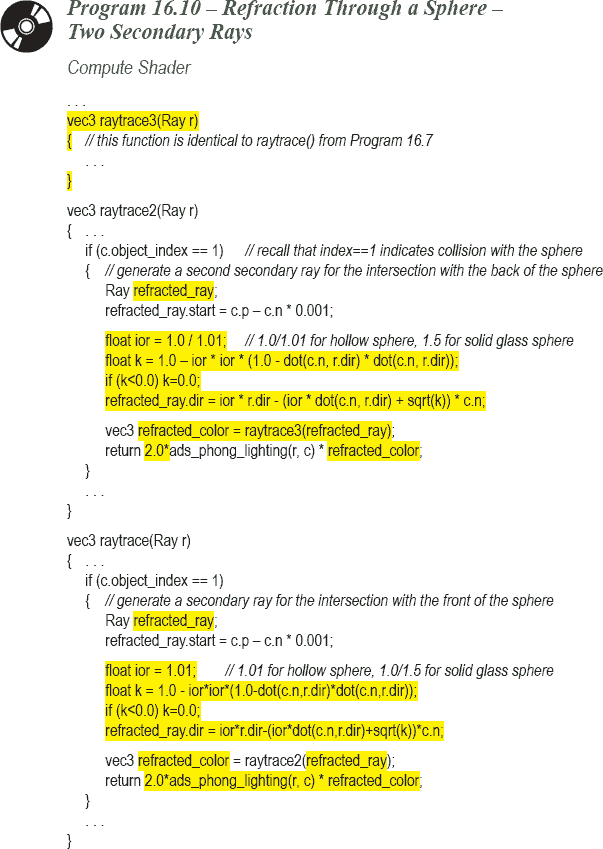 Program 16.10 – Refraction Through a Sphere –
Two Secondary Rays
Compute Shader
. . .
vec3 raytrace3(Ray r)
{ // this function is identical to raytrace() from Program 16.7
. . .
}
vec3 raytrace2(Ray r)
{ . . .
if (c.object_index == 1) // recall that index==1 indicates collision with the sphere
{ // generate a second secondary ray for the intersection with the back of the sphere
Ray refracted_ray;
refracted_ray.start = c.p – c.n * 0.001;
float ior = 1.0 / 1.01; // 1.0/1.01 for hollow sphere, 1.5 for solid glass sphere
float k = 1.0 – ior * ior * (1.0 - dot(c.n, r.dir) * dot(c.n, r.dir));
if (k<0.0) k=0.0;
refracted_ray.dir = ior * r.dir - (ior * dot(c.n, r.dir) + sqrt(k)) * c.n;
vec3 refracted_color = raytrace3(refracted_ray);
return 2.0*ads_phong_lighting(r, c) * refracted_color;
}
. . .
}
vec3 raytrace(Ray r)
{ . . .
if (c.object_index == 1)
{ // generate a secondary ray for the intersection with the front of the sphere
Ray refracted_ray;
refracted_ray.start = c.p – c.n * 0.001;
float ior = 1.01; // 1.01 for hollow sphere, 1.0/1.5 for solid glass sphere
float k = 1.0 - ior*ior*(1.0-dot(c.n,r.dir)*dot(c.n,r.dir));
if (k<0.0) k=0.0;
refracted_ray.dir = ior*r.dir-(ior*dot(c.n,r.dir)+sqrt(k))*c.n;
vec3 refracted_color = raytrace2(refracted_ray);
return 2.0*ads_phong_lighting(r, c) * refracted_color;
}
. . .
}